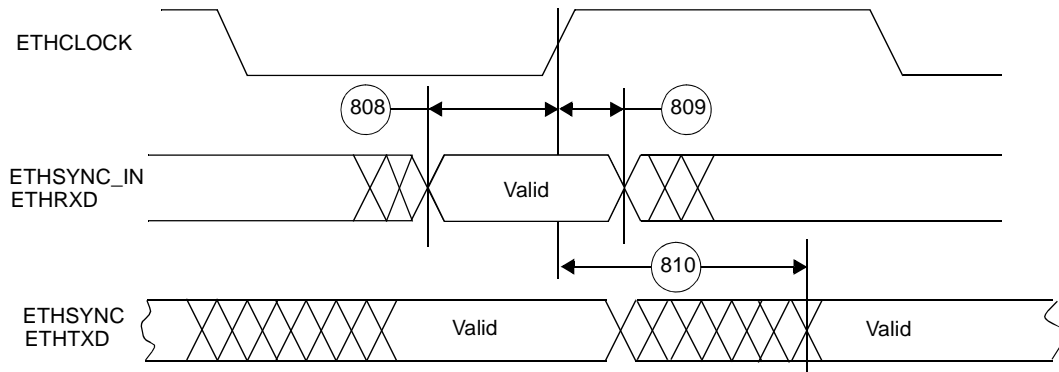 ETHCLOCK
808
809
ETHSYNC_IN
ETHRXD
Valid
810
ETHSYNC
ETHTXD
Valid
Valid